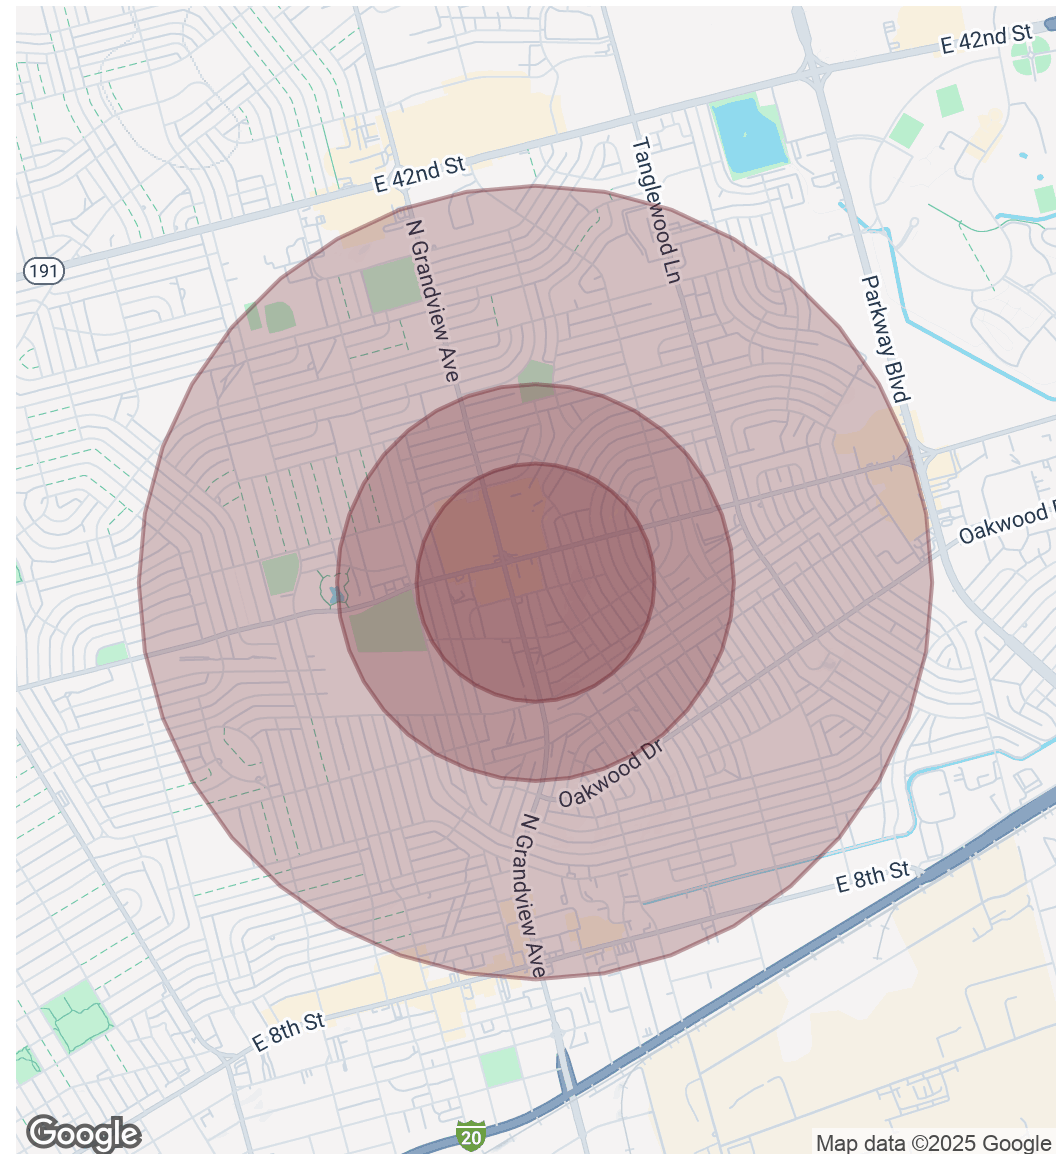 E 42nd St
E 42nd St
Tanglewood Ln
191
N Grandview Ave
Parkway Blvd
Oakwood
Oakwood Dr
N Grandview Ave
E 8th St
E 8th St
20
Google
Map data ©2025 Google